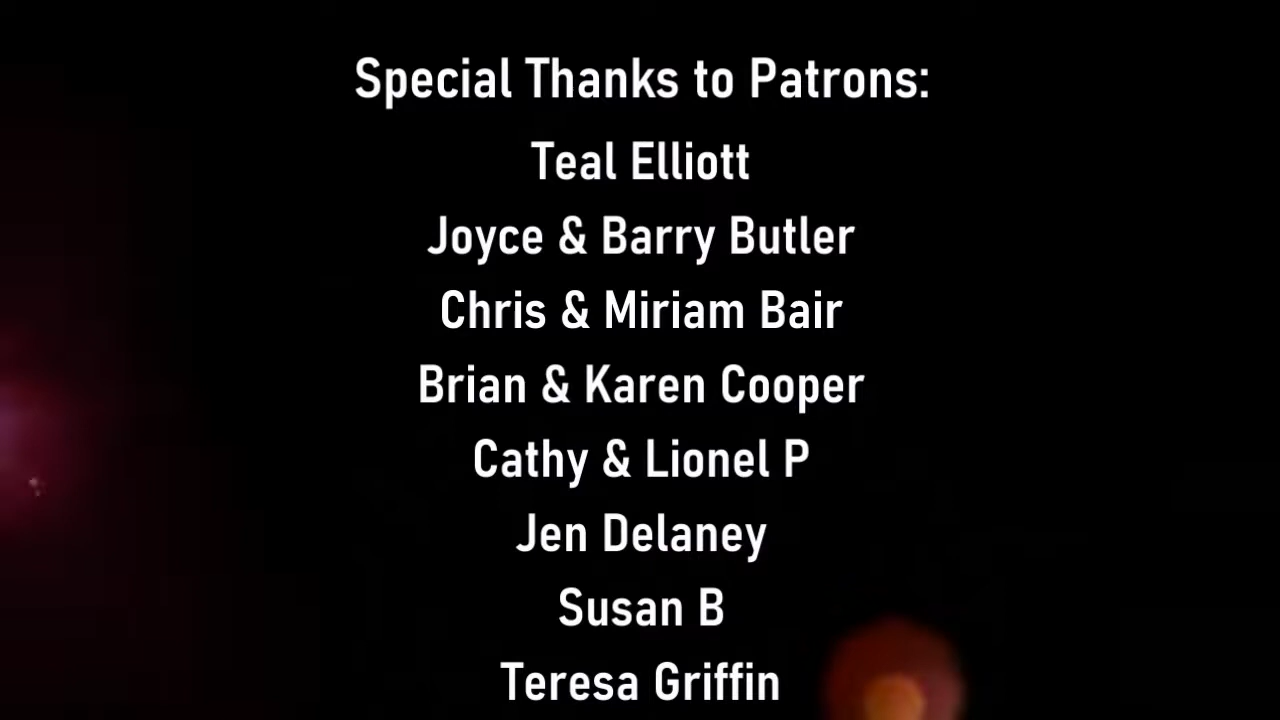 Special Thanks to Patrons:
Teal Elliott
Joyce & Barry Butler
Chris & Miriam Bair
Brian & Karen Cooper
Cathy & Lionel P
Jen Delaney
Susan B
Teresa Griffin